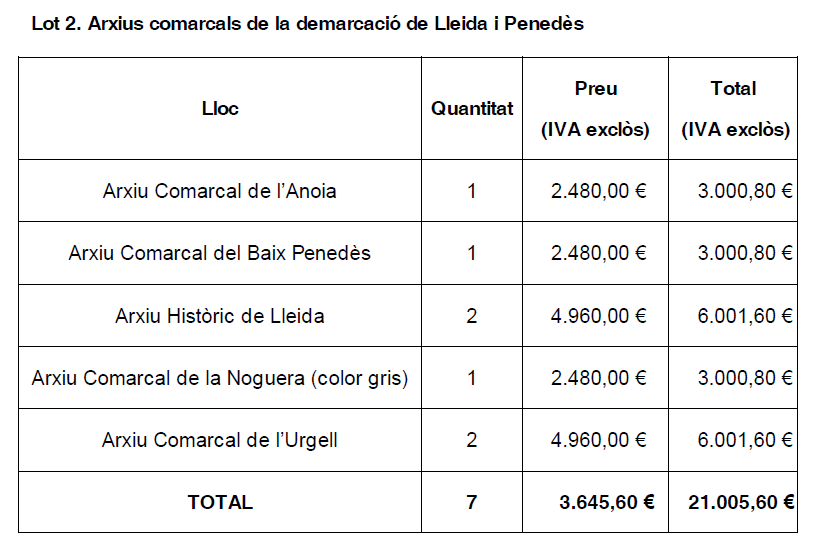 Lot 2. Arxius comarcals de la demarcació de Lleida i Penedès
Lloc Quantitat Preu (IVA exclòs) Total (IVA exclòs)
Arxiu Comarcal de l’Anoia 1 2.480,00 € 3.000,80 €
Arxiu Comarcal del Baix Penedès 1 2.480,00 € 3.000,80 €
Arxiu Històric de Lleida 2 4.960,00 € 6.001,60 €
Arxiu Comarcal de la Noguera (color gris) 1 2.480,00 € 3.000,80 €
Arxiu Comarcal de l’Urgell 2 4.960,00 € 6.001,60 €
TOTAL 7 3.645,60 € 21.005,60 €